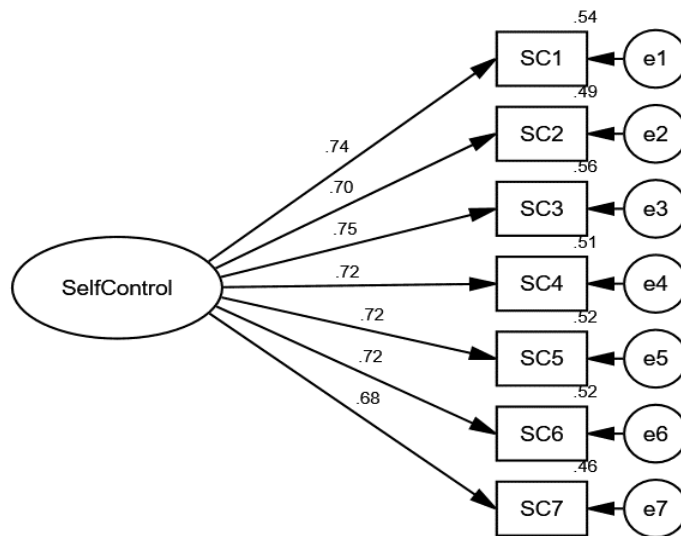 .54
SC1 e1
.74
.49
SC2 e2
.70
.56
SC3 e3
.75
.51
SC4 e4
.72
SelfControl
.52
SC5 e5
.72
.52
SC6 e6
.72
.46
SC7 e7
.68